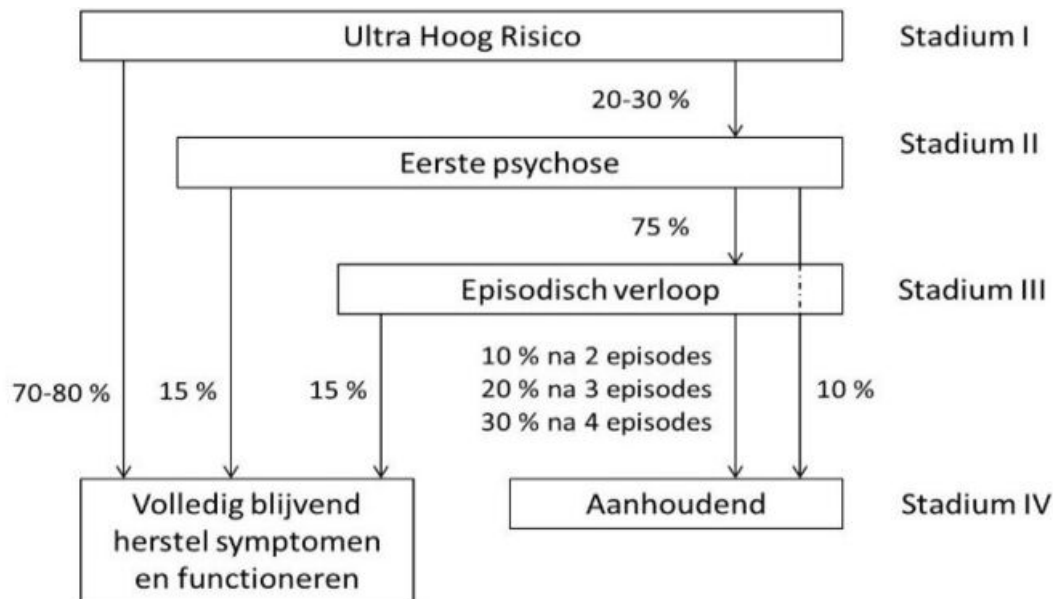 Ultra Hoog Risico
Stadium I
20-30 %
Eerste psychose
Stadium II
75 %
Episodisch verloop
Stadium III
70-80 %
15 %
15 %
10 % na 2 episodes
20 % na 3 episodes
30 % na 4 episodes
10 %
Volledig blijvend
herstel symptomen
en functioneren
Aanhoudend
Stadium IV